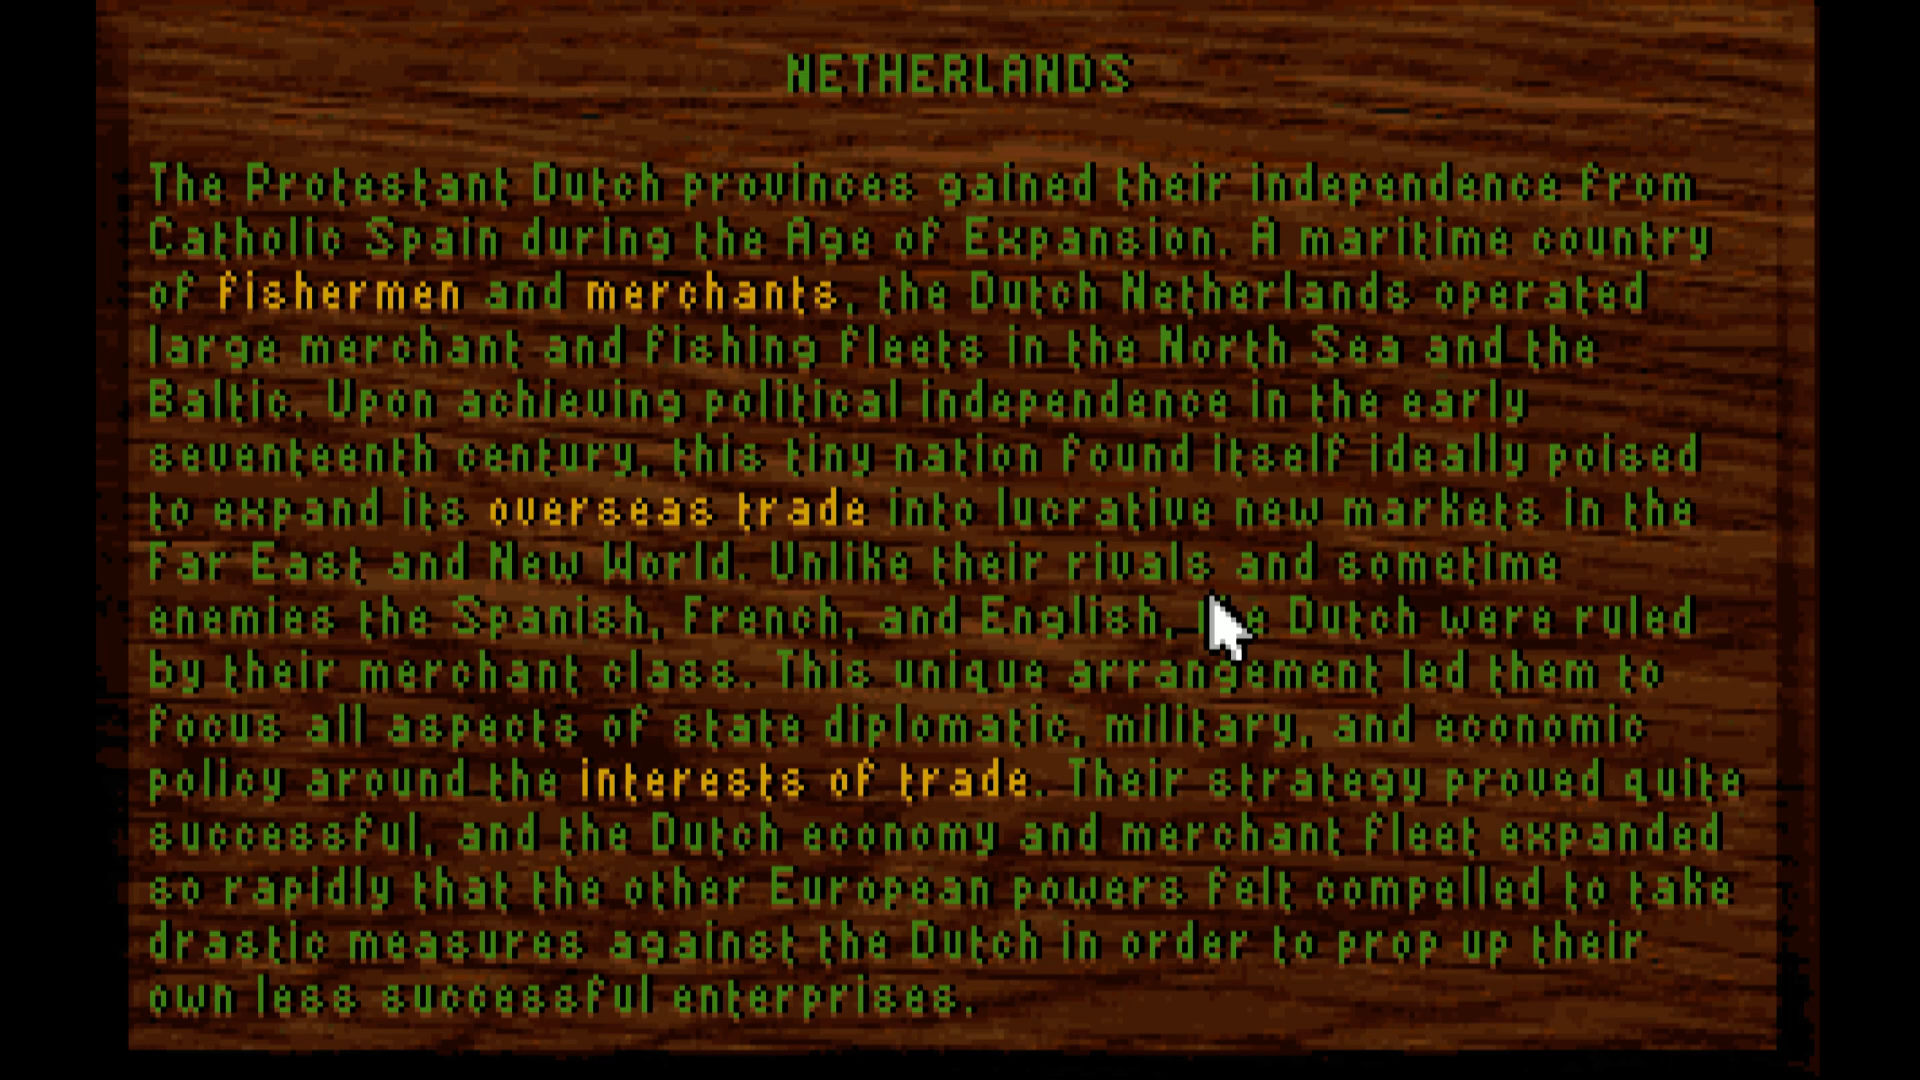 NETHERLANDS
The Protestant Dutch provinces gained their independence from
Catholic Spain during the Age of Expansion. A maritime country
of fishermen and merchants, the Dutch Netherlands operated
large merchant and fishing fleets in the North Sea and the
Baltic. Upon achieving political independence in the early
seventeenth century, this tiny nation found itself ideally poised
to expand its overseas trade into lucrative new markets in the
Far East and New World. Unlike their rivals and sometime
enemies the Spanish, French, and English, the Dutch were ruled
by their merchant class. This unique arrangement led them to
focus all aspects of state diplomatic, military, and economic
policy around the interests of trade. Their strategy proved quite
successful, and the Dutch economy and merchant fleet expanded
so rapidly that the other European powers felt compelled to take
drastic measures against the Dutch in order to prop up their
own less successful enterprises.